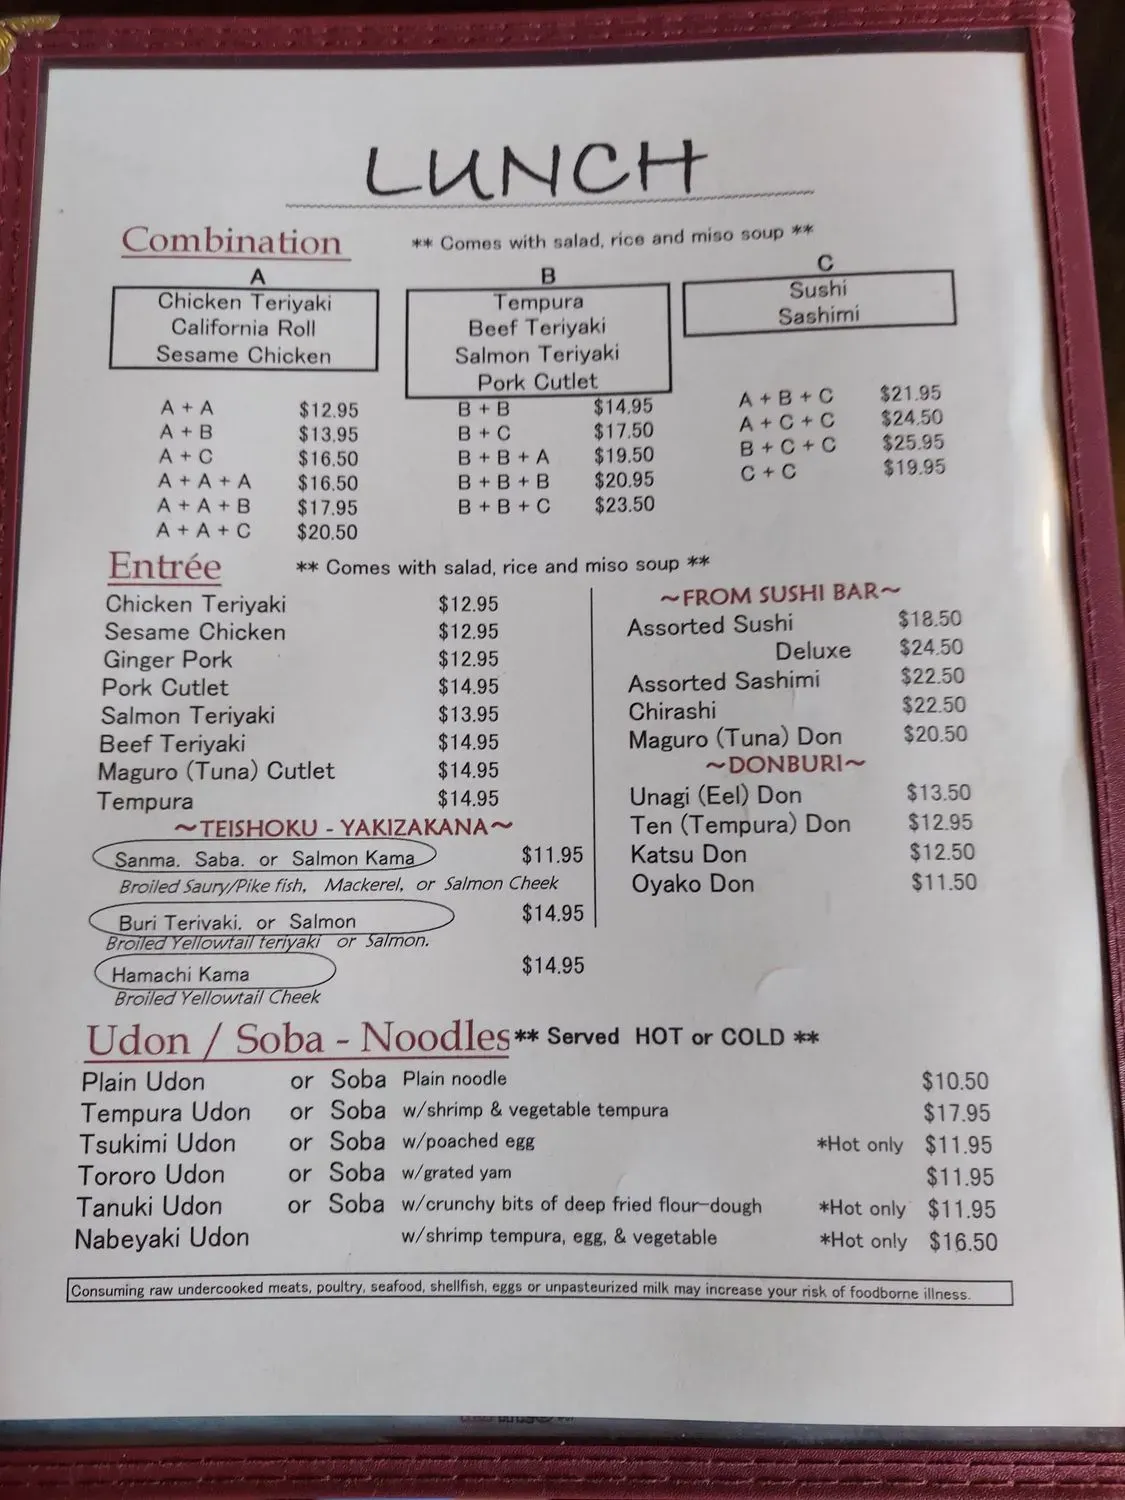 LUNCH
Combination ** Comes with salad, rice and miso soup **
A
Chicken Teriyaki
California Roll
Sesame Chicken
A + A $12.95
A + B $13.95
A + C $16.50
A + A + A $16.50
A + A + B $17.95
A + A + C $20.50
B
Tempura
Beef Teriyaki
Salmon Teriyaki
Pork Cutlet
B + B $14.95
B + C $17.50
B + B + A $19.50
B + B + B $20.95
B + B + C $23.50
C
Sushi
Sashimi
A + B + C $21.95
A + C + C $24.50
B + C + C $25.95
C + C $19.95
Entrée ** Comes with salad, rice and miso soup **
Chicken Teriyaki $12.95
Sesame Chicken $12.95
Ginger Pork $12.95
Pork Cutlet $14.95
Salmon Teriyaki $13.95
Beef Teriyaki $14.95
Maguro (Tuna) Cutlet $14.95
Tempura $14.95
~TEISHOKU - YAKIZAKANA~
Sanma. Saba. or Salmon Kama $11.95
Broiled Saury/Pike fish, Mackerel, or Salmon Cheek
Buri Terivaki. or Salmon $14.95
Broiled Yellowtail teriyaki or Salmon.
Hamachi Kama $14.95
Broiled Yellowtail Cheek
~FROM SUSHI BAR~
Assorted Sushi $18.50
Deluxe $24.50
Assorted Sashimi $22.50
Chirashi $22.50
Maguro (Tuna) Don $20.50
~DONBURI~
Unagi (Eel) Don $13.50
Ten (Tempura) Don $12.95
Katsu Don $12.50
Oyako Don $11.50
Udon / Soba - Noodles ** Served HOT or COLD **
Plain Udon or Soba Plain noodle $10.50
Tempura Udon or Soba w/shrimp & vegetable tempura $17.95
Tsukimi Udon or Soba w/poached egg *Hot only $11.95
Tororo Udon or Soba w/grated yam $11.95
Tanuki Udon or Soba w/crunchy bits of deep fried flour-dough *Hot only $11.95
Nabeyaki Udon w/shrimp tempura, egg, & vegetable *Hot only $16.50
Consuming raw undercooked meats, poultry, seafood, shellfish, eggs or unpasteurized milk may increase your risk of foodborne illness.